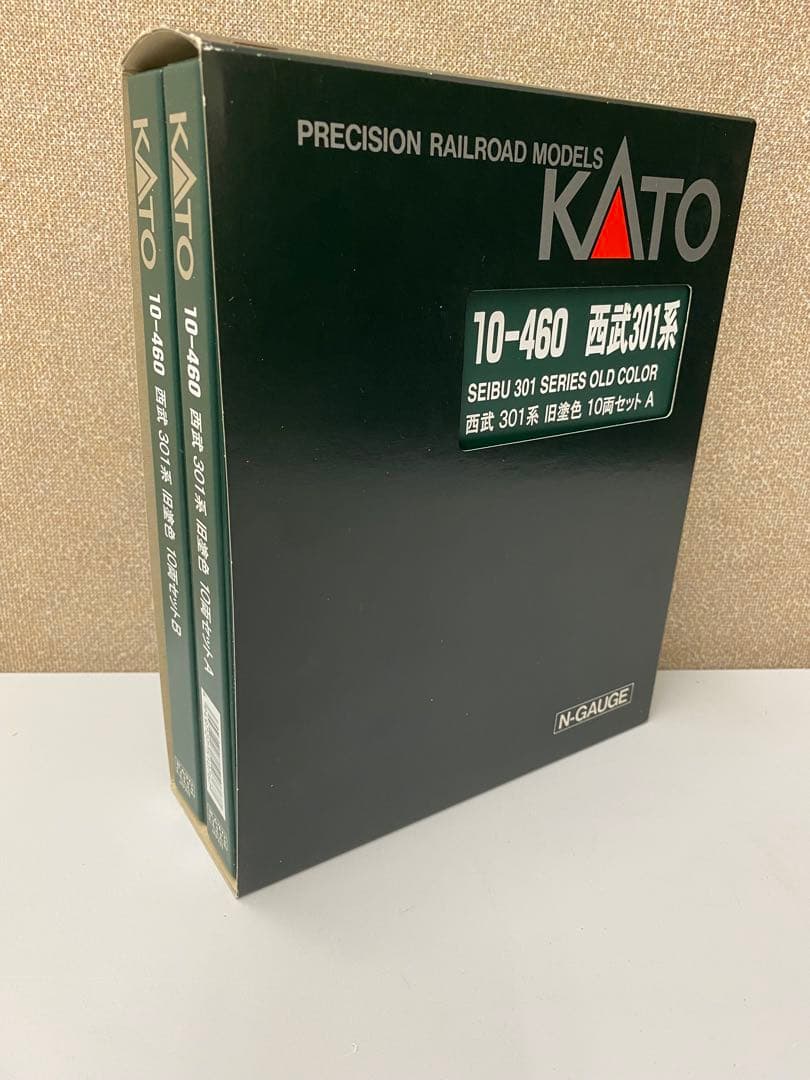 KATO
10-460 西武 301系 旧塗色 10両セット B
KATO
10-460 西武 301系 旧塗色 10両セット A
PRECISION RAILROAD MODELS
KATO
10-460 西武301系
SEIBU 301 SERIES OLD COLOR
西武 301系 旧塗色 10両セット A
N-GAUGE